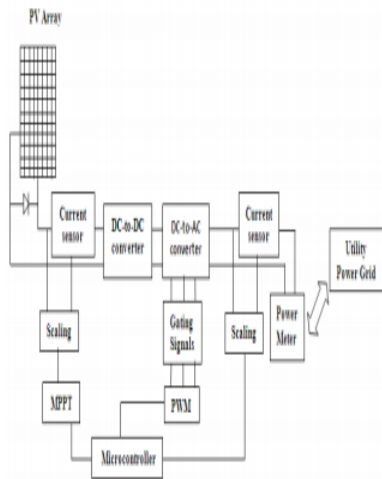 PV Array
Current
sensor
DC-to-DC
converter
DC-to-AC
converter
Current
sensor
Utility
Power Grid
Scaling
Gating
Signals
Scaling
Power
Meter
MPPT
PWM
Microcontroller